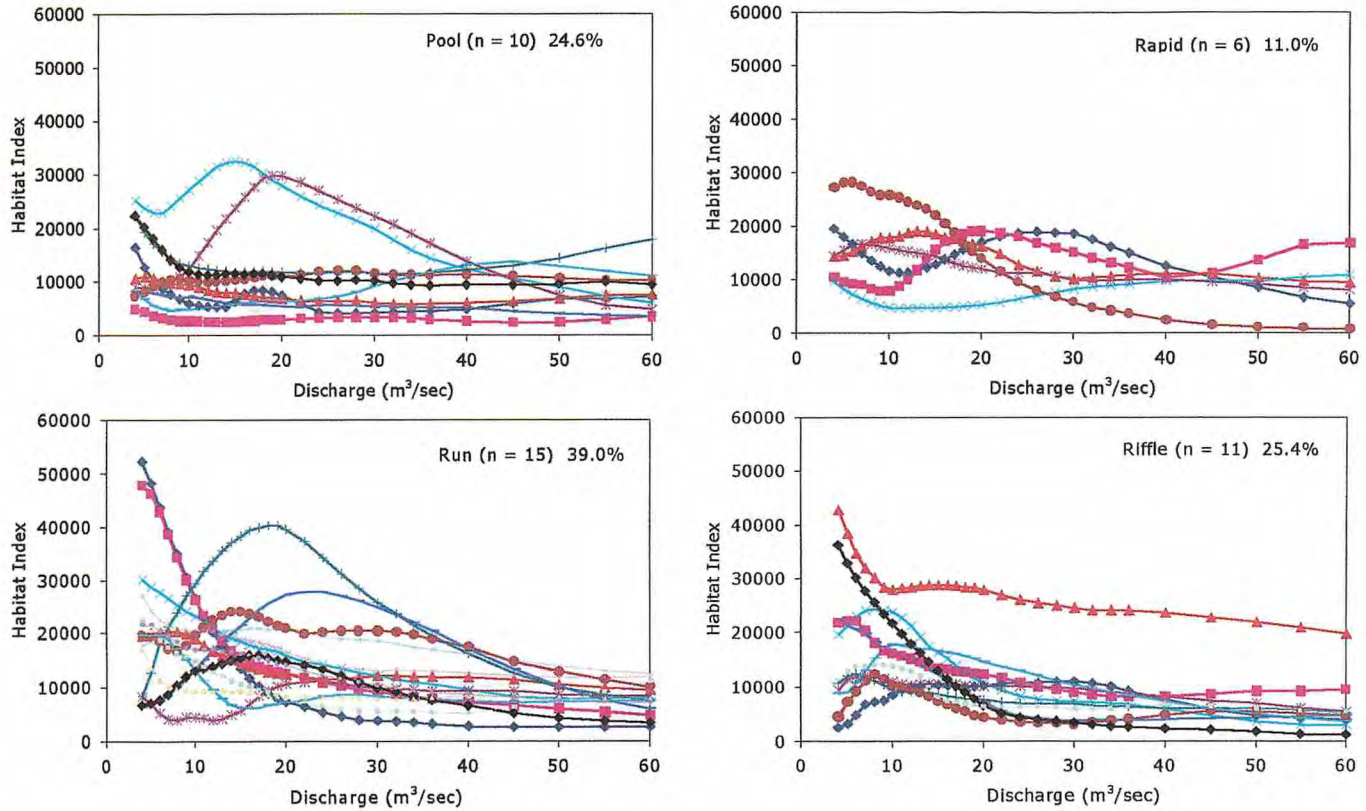 Pool (n = 10) 24.6%
Habitat Index
60000
50000
40000
30000
20000
10000
0
0 10 20 30 40 50 60
Discharge (m³/sec)
Rapid (n = 6) 11.0%
Habitat Index
60000
50000
40000
30000
20000
10000
0
0 10 20 30 40 50 60
Discharge (m³/sec)
Run (n = 15) 39.0%
Habitat Index
60000
50000
40000
30000
20000
10000
0
0 10 20 30 40 50 60
Discharge (m³/sec)
Riffle (n = 11) 25.4%
Habitat Index
60000
50000
40000
30000
20000
10000
0
0 10 20 30 40 50 60
Discharge (m³/sec)